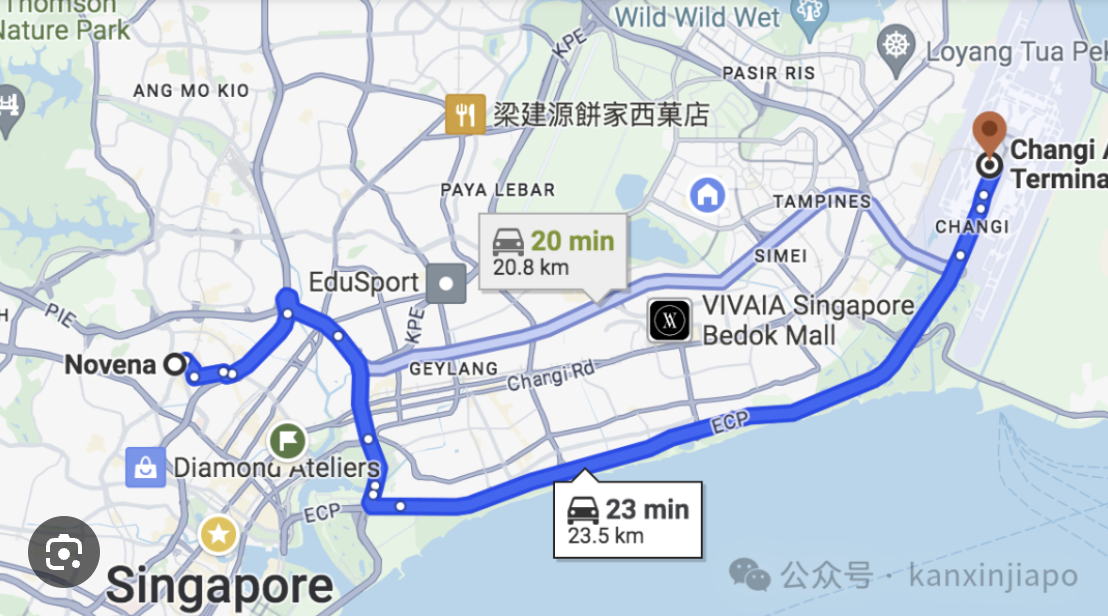 Thomson
Nature Park
Wild Wild Wet
KPE
Loyang Tua Pek
PASIR RIS
ANG MO KIO
梁建源餅家西菓店
Changi A
Termina
PAYA LEBAR
TAMPINES
CHANGI
20 min
20.8 km
SIMEI
EduSport
H
PIE
KPE
VIVAIA Singapore
Bedok Mall
Novena
GEYLANG
Changi Rd
ECP
Diamond Ateliers
23 min
23.5 km
ECP
Singapore
公众号 · kanxinjiapo